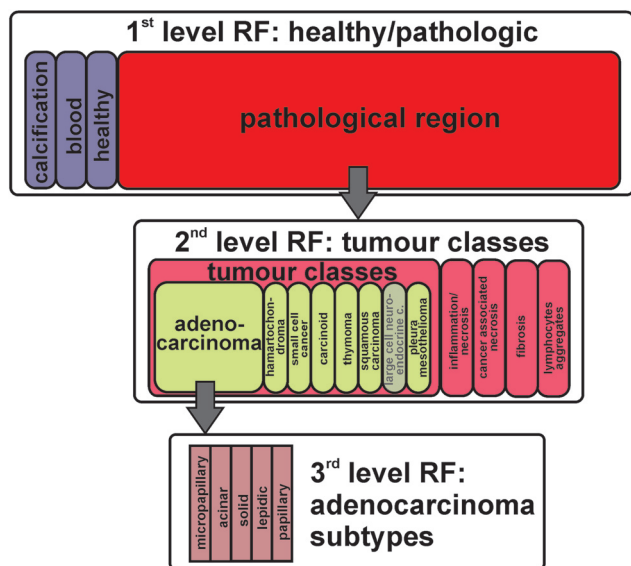 1st level RF: healthy/pathologic
calcification
blood
healthy
pathological region
2nd level RF: tumour classes
tumour classes
adeno-
carcinoma
hamartochon-
droma
small cell
cancer
carcinoid
thymoma
squamous
carcinoma
large cell neuro-
endocrine c.
pleura
mesothelioma
inflammation/
necrosis
cancer associated
necrosis
fibrosis
lymphocytes
aggregates
micropapillary
acinar
solid
lepidic
papillary
3rd level RF:
adenocarcinoma
subtypes